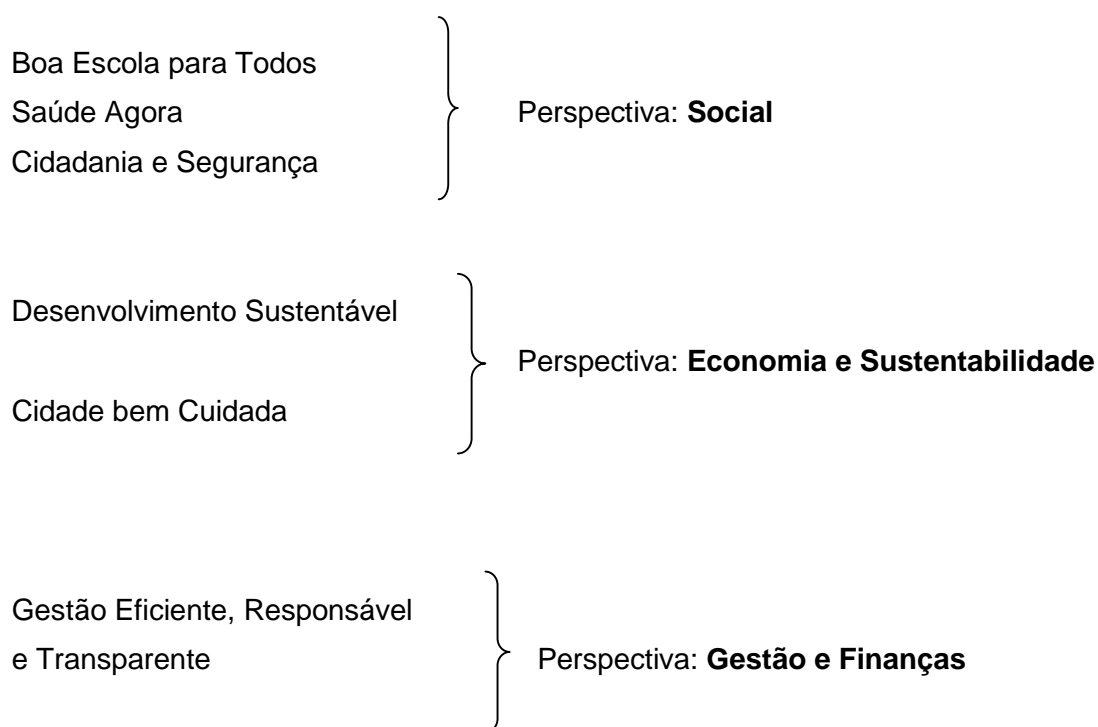 Boa Escola para Todos
Saúde Agora
Perspectiva: Social
Cidadania e Segurança
Desenvolvimento Sustentável
Perspectiva: Economia e Sustentabilidade
Cidade bem Cuidada
Gestão Eficiente, Responsável
e Transparente
Perspectiva: Gestão e Finanças